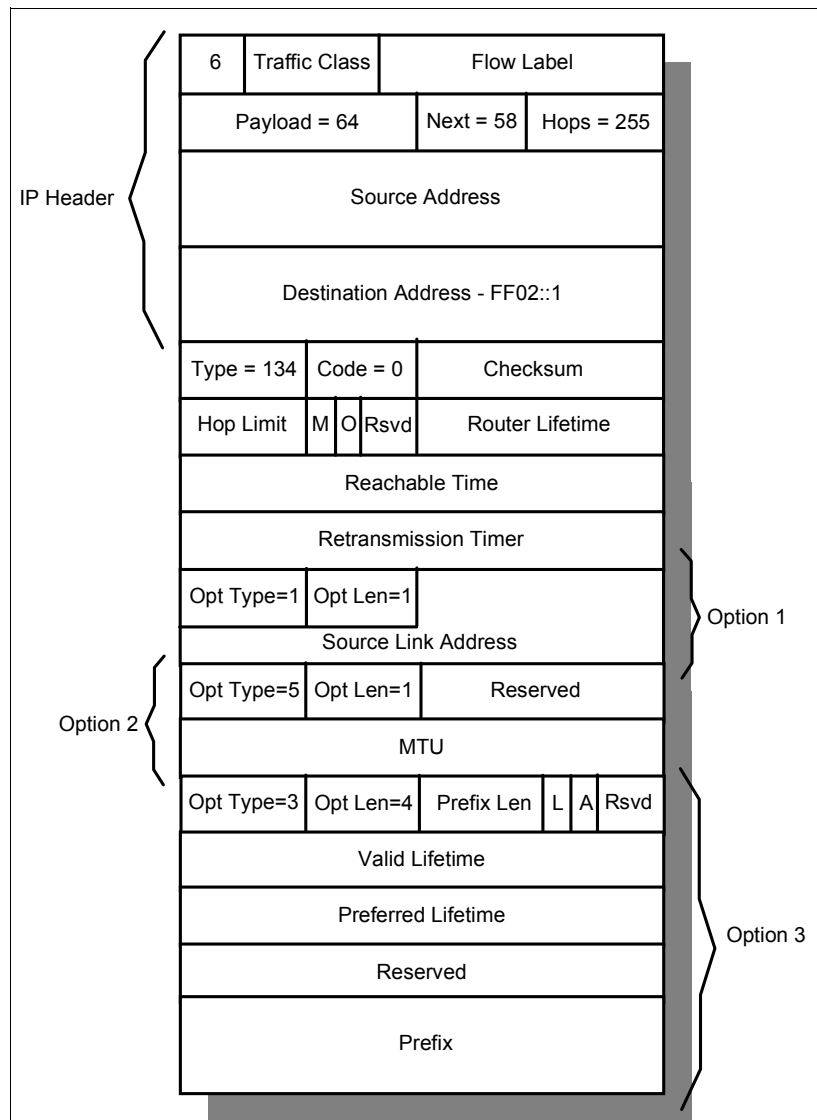 6 Traffic Class Flow Label
Payload = 64 Next = 58 Hops = 255
IP Header
Source Address
Destination Address - FF02::1
Type = 134 Code = 0 Checksum
Hop Limit M O Rsvd Router Lifetime
Reachable Time
Retransmission Timer
Opt Type=1 Opt Len=1
Option 1
Source Link Address
Opt Type=5 Opt Len=1 Reserved
Option 2
MTU
Opt Type=3 Opt Len=4 Prefix Len L A Rsvd
Valid Lifetime
Preferred Lifetime
Option 3
Reserved
Prefix